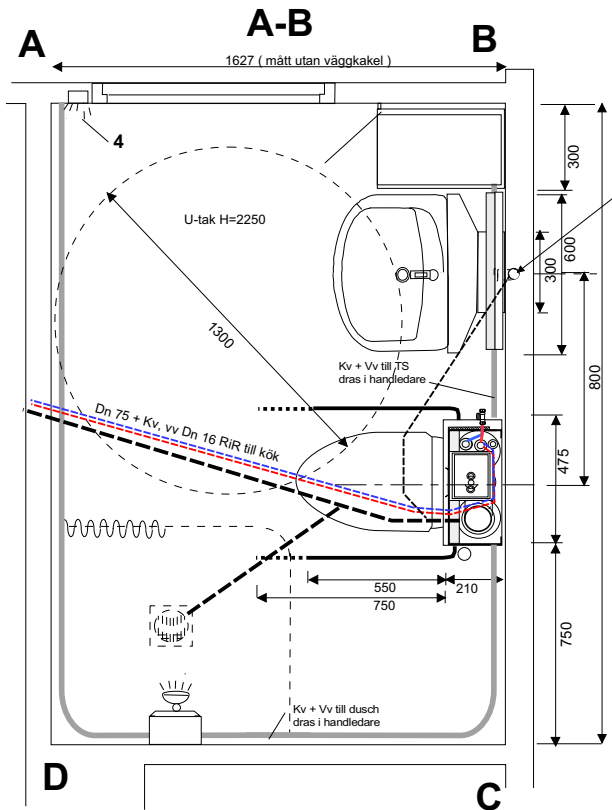 A-B
A
B
1627 ( mått utan väggkakel )
4
300
U-tak H=2250
600
300
1300
800
Kv + Vv till TS
dras i handledare
Dn 75 + Kv, vv Dn 16 RiR till kök
475
550
210
750
750
Kv + Vv till dusch
dras i handledare
D
C